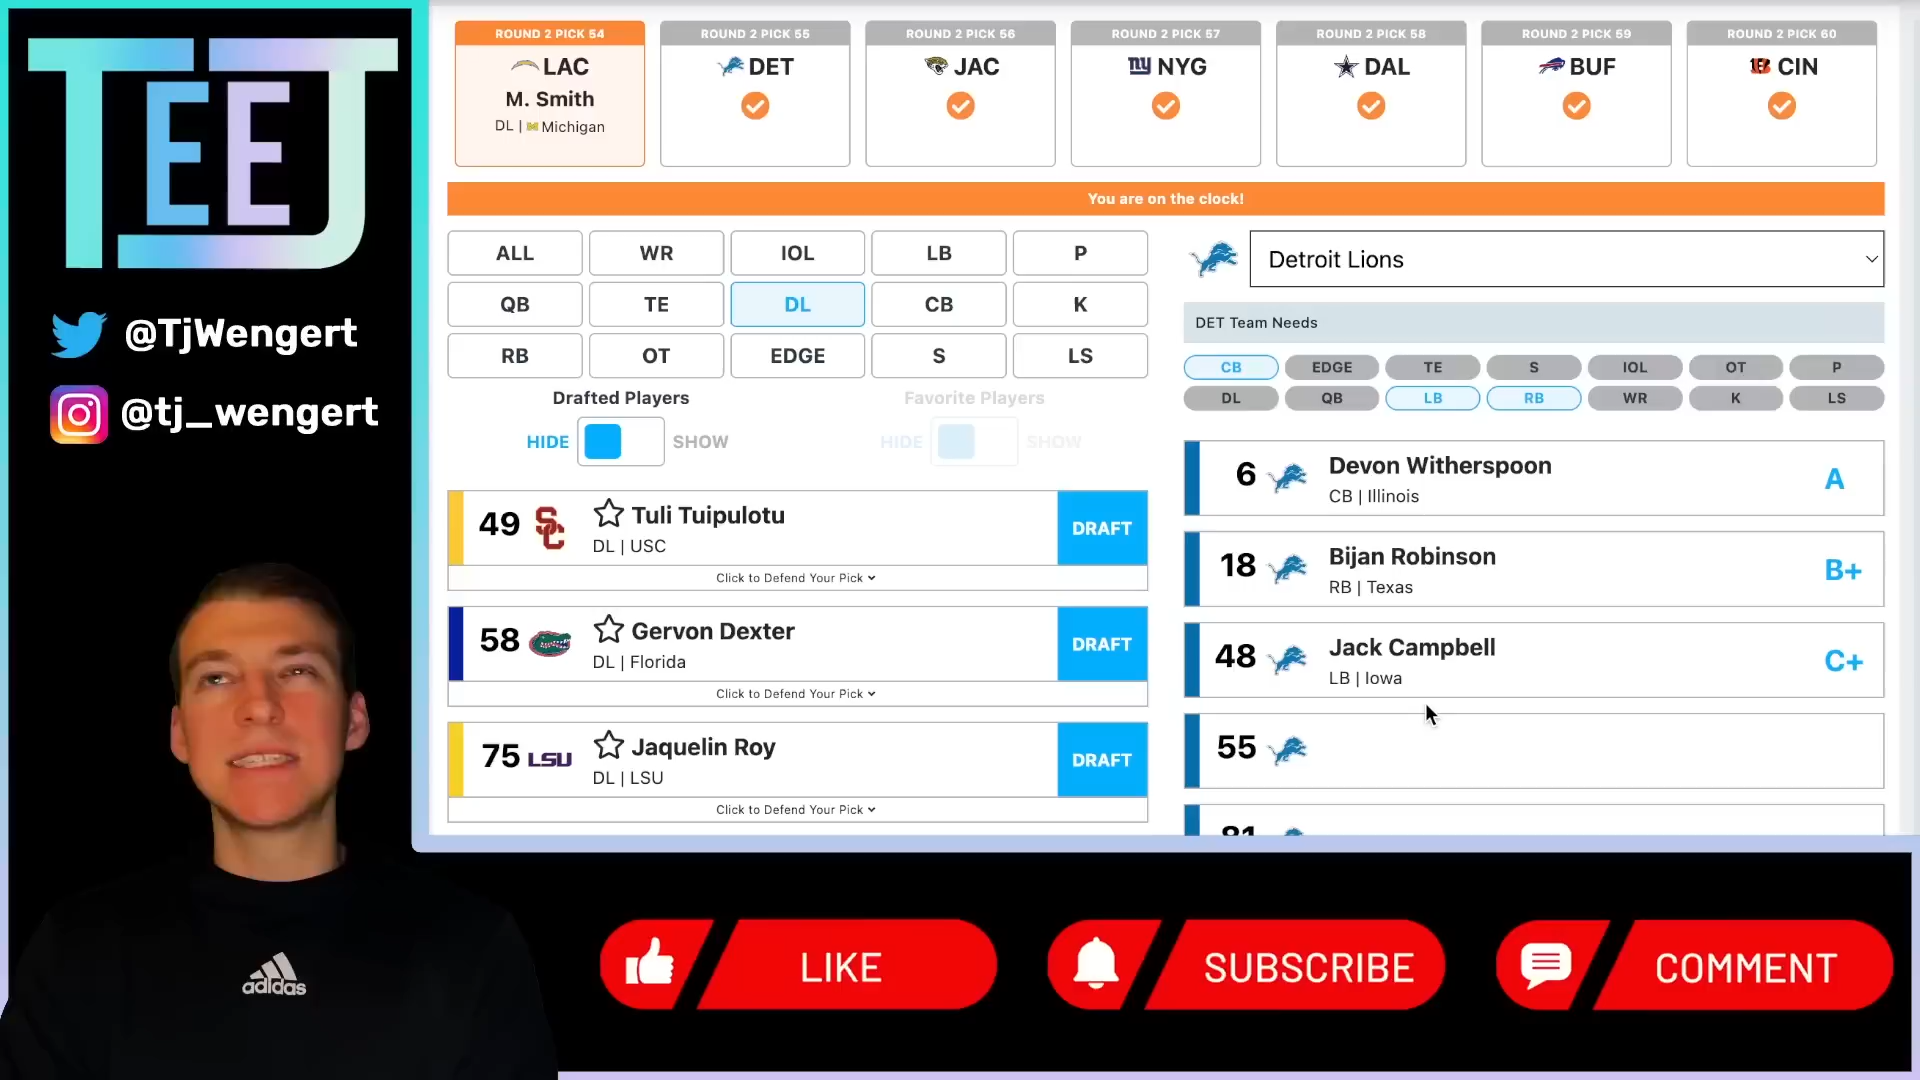 TEEJ
@TjWengert
@tj_wengert
adidas
ROUND 2 PICK 54
LAC
M. Smith
DL | Michigan
ROUND 2 PICK 55
DET
ROUND 2 PICK 56
JAC
ROUND 2 PICK 57
NYG
ROUND 2 PICK 58
DAL
ROUND 2 PICK 59
BUF
ROUND 2 PICK 60
CIN
You are on the clock!
ALL WR IOL LB P
QB TE DL CB K
RB OT EDGE S LS
Drafted Players
HIDE SHOW
Favorite Players
HIDE SHOW
49 SC Tuli Tuipulotu
DL | USC
DRAFT
Click to Defend Your Pick
58 Gervon Dexter
DL | Florida
DRAFT
Click to Defend Your Pick
75 LSU Jaquelin Roy
DL | LSU
DRAFT
Click to Defend Your Pick
Detroit Lions
DET Team Needs
CB EDGE TE S IOL OT P
DL QB LB RB WR K LS
6 Devon Witherspoon
CB | Illinois
A
18 Bijan Robinson
RB | Texas
B+
48 Jack Campbell
LB | Iowa
C+
55
81
LIKE
SUBSCRIBE
COMMENT